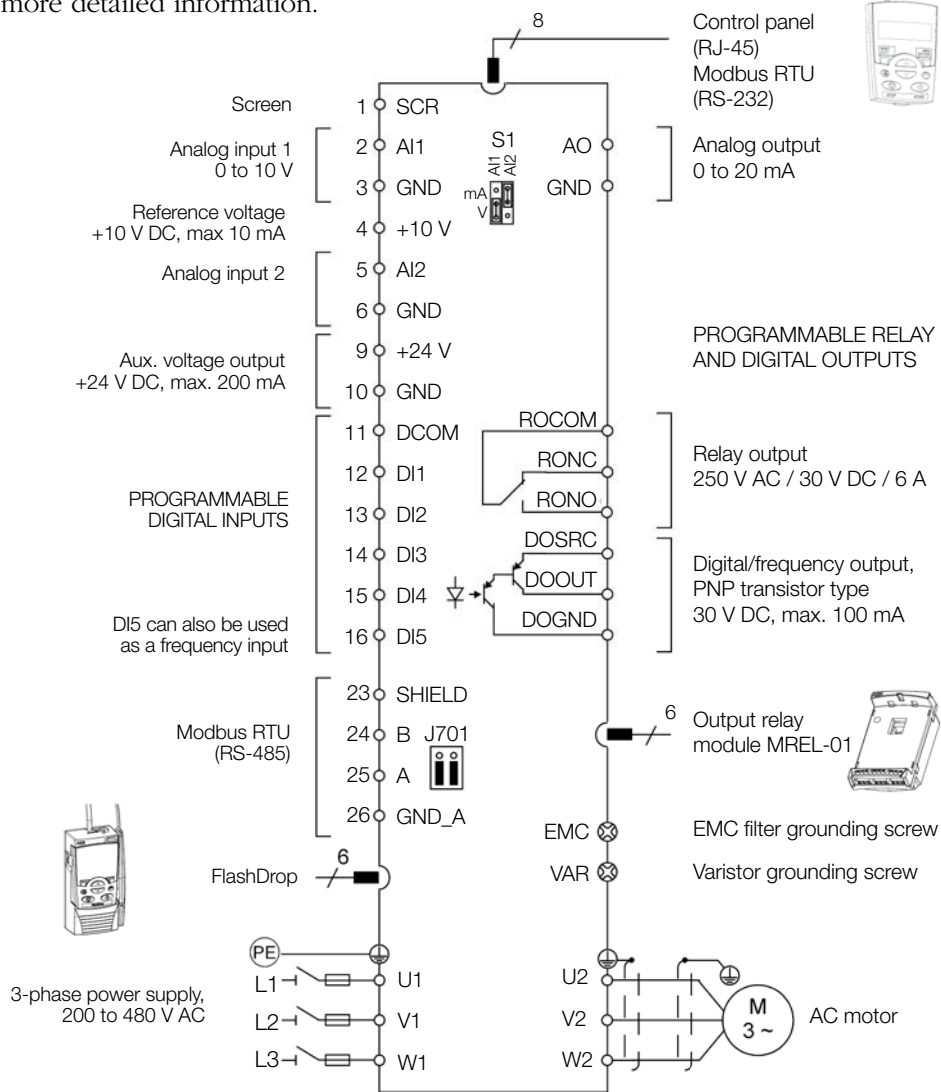 more detailed information.
8
Control panel
(RJ-45)
Modbus RTU
(RS-232)
Screen
1 SCR
Analog input 1
0 to 10 V
2 AI1
3 GND
S1
AI1
AI2
mA
V
AO
GND
Analog output
0 to 20 mA
Reference voltage
+10 V DC, max 10 mA
4 +10 V
Analog input 2
5 AI2
6 GND
Aux. voltage output
+24 V DC, max. 200 mA
9 +24 V
10 GND
PROGRAMMABLE RELAY
AND DIGITAL OUTPUTS
PROGRAMMABLE
DIGITAL INPUTS
11 DCOM
12 DI1
13 DI2
14 DI3
15 DI4
16 DI5
DI5 can also be used
as a frequency input
ROCOM
RONC
RONO
Relay output
250 V AC / 30 V DC / 6 A
DOSRC
DOOUT
DOGND
Digital/frequency output,
PNP transistor type
30 V DC, max. 100 mA
Modbus RTU
(RS-485)
23 SHIELD
24 B
J701
25 A
26 GND_A
6
Output relay
module MREL-01
EMC
EMC filter grounding screw
VAR
Varistor grounding screw
FlashDrop
6
PE
3-phase power supply,
200 to 480 V AC
L1 U1
L2 V1
L3 W1
U2
V2
W2
M
3 ~
AC motor